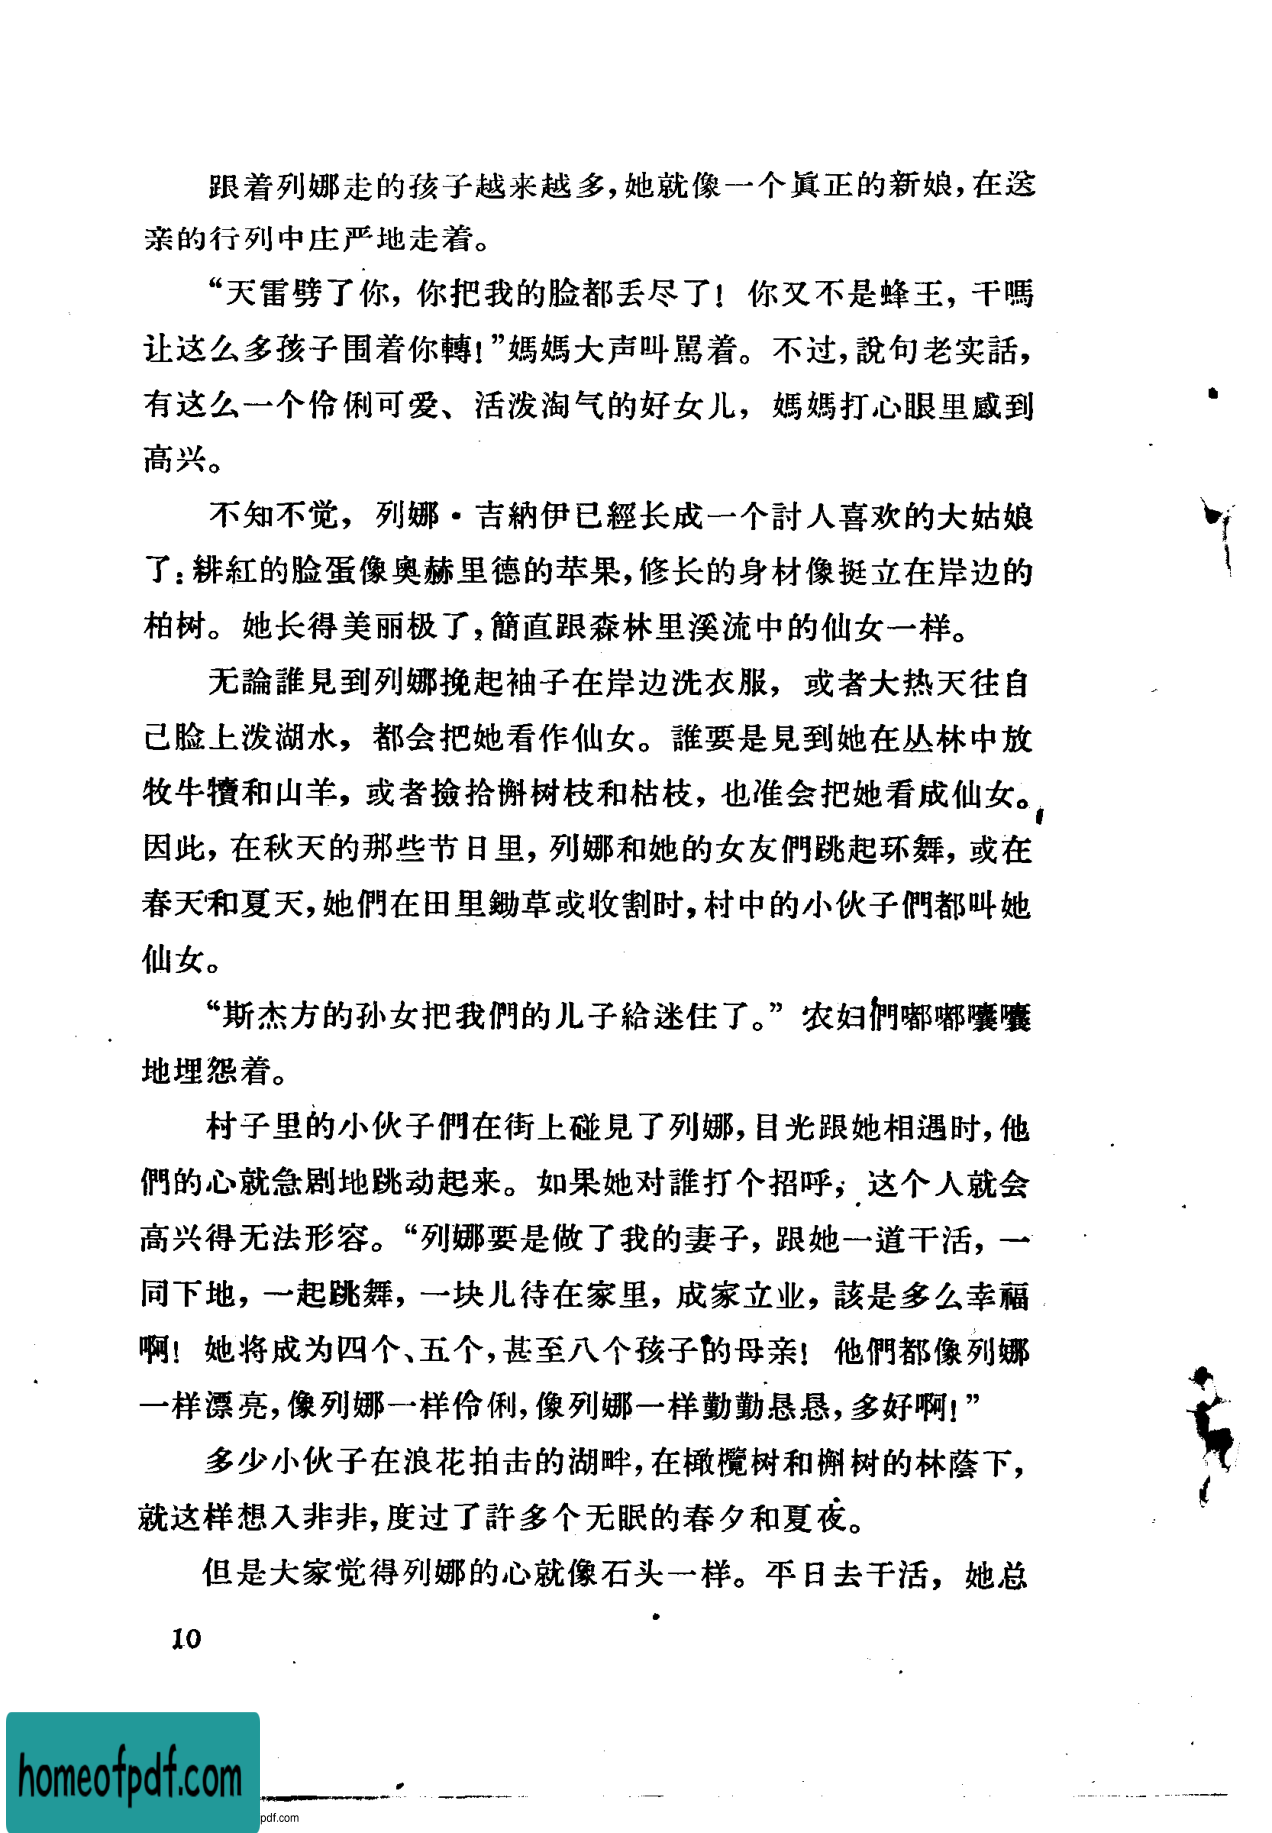 跟着列娜走的孩子越来越多，她就像一个眞正的新娘，在送
亲的行列中庄严地走着。
“天雷劈了你，你把我的脸都丢尽了！你又不是蜂王，干嗎
让这么多孩子围着你轉！”媽媽大声叫駡着。不过，說句老实話，
有这么一个伶俐可爱、活泼淘气的好女儿，媽媽打心眼里感到
高兴。
不知不觉，列娜·吉納伊已經长成一个討人喜欢的大姑娘
了：緋紅的脸蛋像奥赫里德的苹果，修长的身材像挺立在岸边的
柏树。她长得美丽极了，簡直跟森林里溪流中的仙女一样。
无論誰見到列娜挽起袖子在岸边洗衣服，或者大热天往自
己脸上泼湖水，都会把她看作仙女。誰要是見到她在丛林中放
牧牛犢和山羊，或者撿拾槲树枝和枯枝，也准会把她看成仙女。
因此，在秋天的那些节日里，列娜和她的女友們跳起环舞，或在
春天和夏天，她們在田里鋤草或收割时，村中的小伙子們都叫她
仙女。
“斯杰方的孙女把我們的儿子給迷住了。”农妇們嘟嘟囔囔
地埋怨着。
村子里的小伙子們在街上碰見了列娜，目光跟她相遇时，他
們的心就急剧地跳动起来。如果她对誰打个招呼，这个人就会
高兴得无法形容。“列娜要是做了我的妻子，跟她一道干活，一
同下地，一起跳舞，一块儿待在家里，成家立业，該是多么幸福
啊！她将成为四个、五个，甚至八个孩子的母亲！他們都像列娜
一样漂亮，像列娜一样伶俐，像列娜一样勤勤恳恳，多好啊！”
多少小伙子在浪花拍击的湖畔，在橄欖树和槲树的林蔭下，
就这样想入非非，度过了許多个无眠的春夕和夏夜。
但是大家觉得列娜的心就像石头一样。平日去干活，她总
10
homeofpdf.com
pdf.com